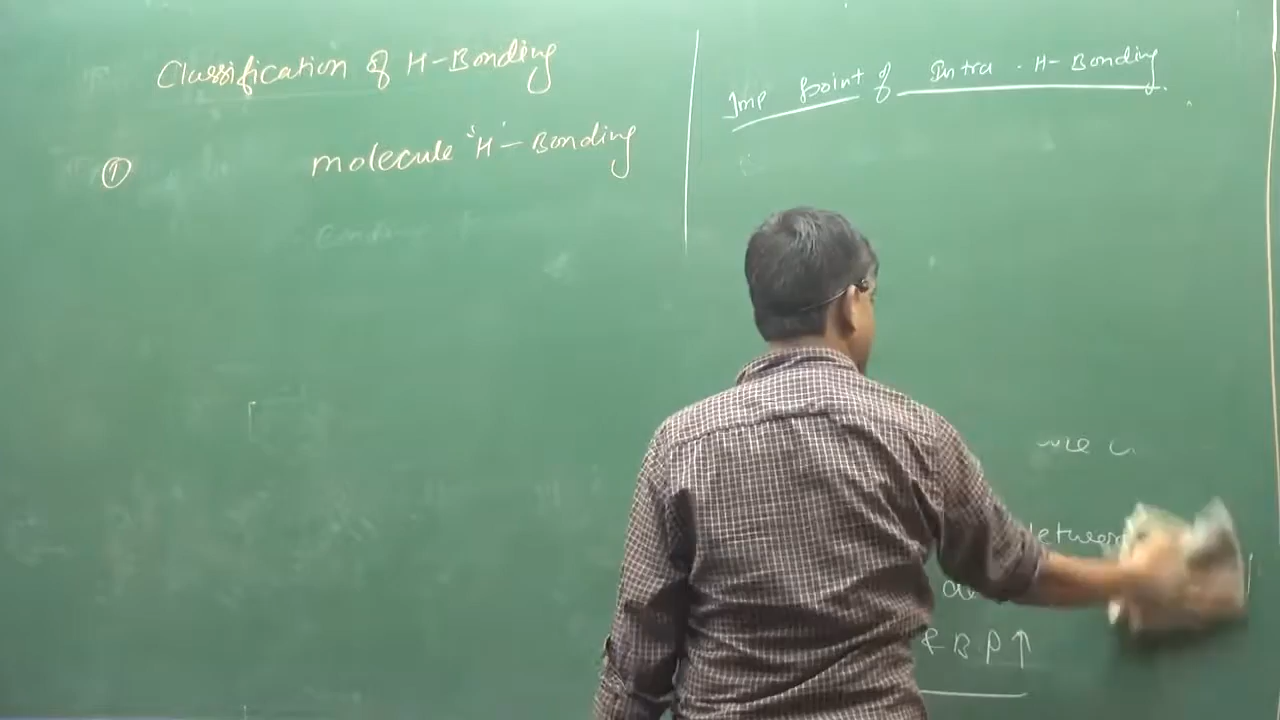 Classification of H-Bonding
① molecule H-Bonding
Imp Point of Intra. H-Bonding
& B P ↑